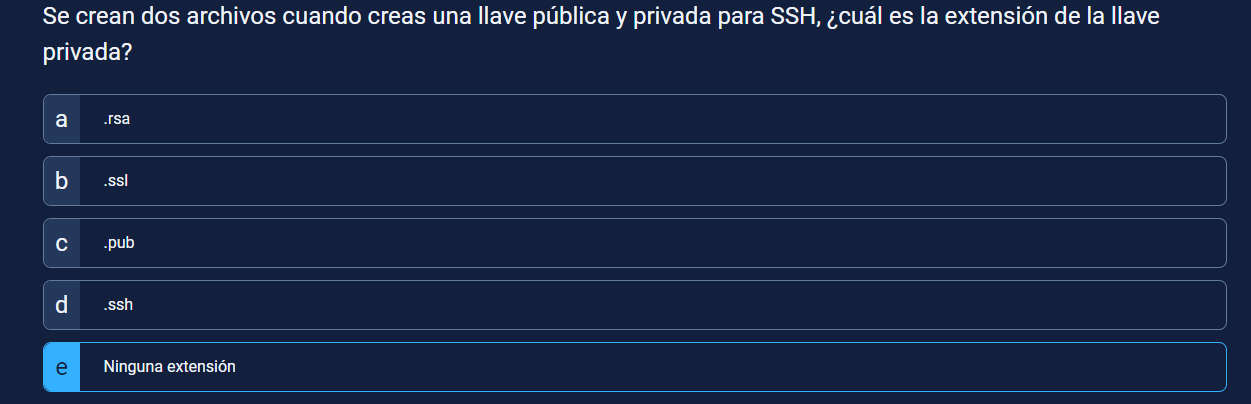 Se crean dos archivos cuando creas una llave pública y privada para SSH, ¿cuál es la extensión de la llave
privada?
a .rsa
b .ssl
c .pub
d .ssh
e Ninguna extensión